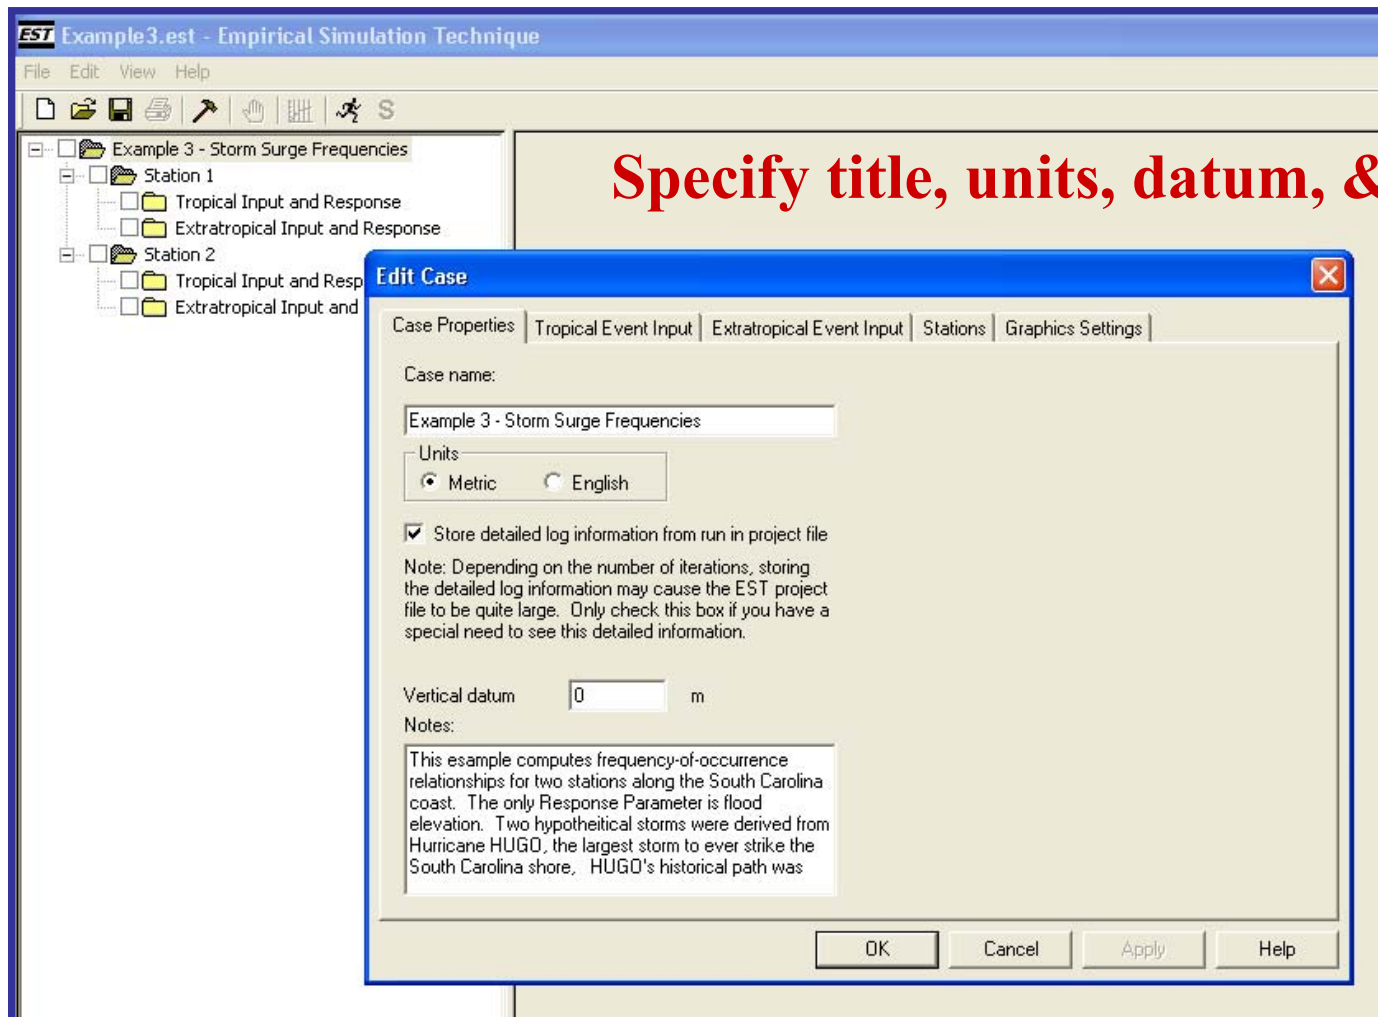 EST Example3.est - Empirical Simulation Technique
File Edit View Help
S
Example 3 - Storm Surge Frequencies
Station 1
Tropical Input and Response
Extratropical Input and Response
Station 2
Tropical Input and Resp
Extratropical Input and
Specify title, units, datum, &
Edit Case
Case Properties Tropical Event Input Extratropical Event Input Stations Graphics Settings
Case name:
Example 3 - Storm Surge Frequencies
Units
Metric English
Store detailed log information from run in project file
Note: Depending on the number of iterations, storing
the detailed log information may cause the EST project
file to be quite large. Only check this box if you have a
special need to see this detailed information.
Vertical datum 0 m
Notes:
This esample computes frequency-of-occurrence
relationships for two stations along the South Carolina
coast. The only Response Parameter is flood
elevation. Two hypotheitical storms were derived from
Hurricane HUGO, the largest storm to ever strike the
South Carolina shore, HUGO's historical path was
OK Cancel Apply Help